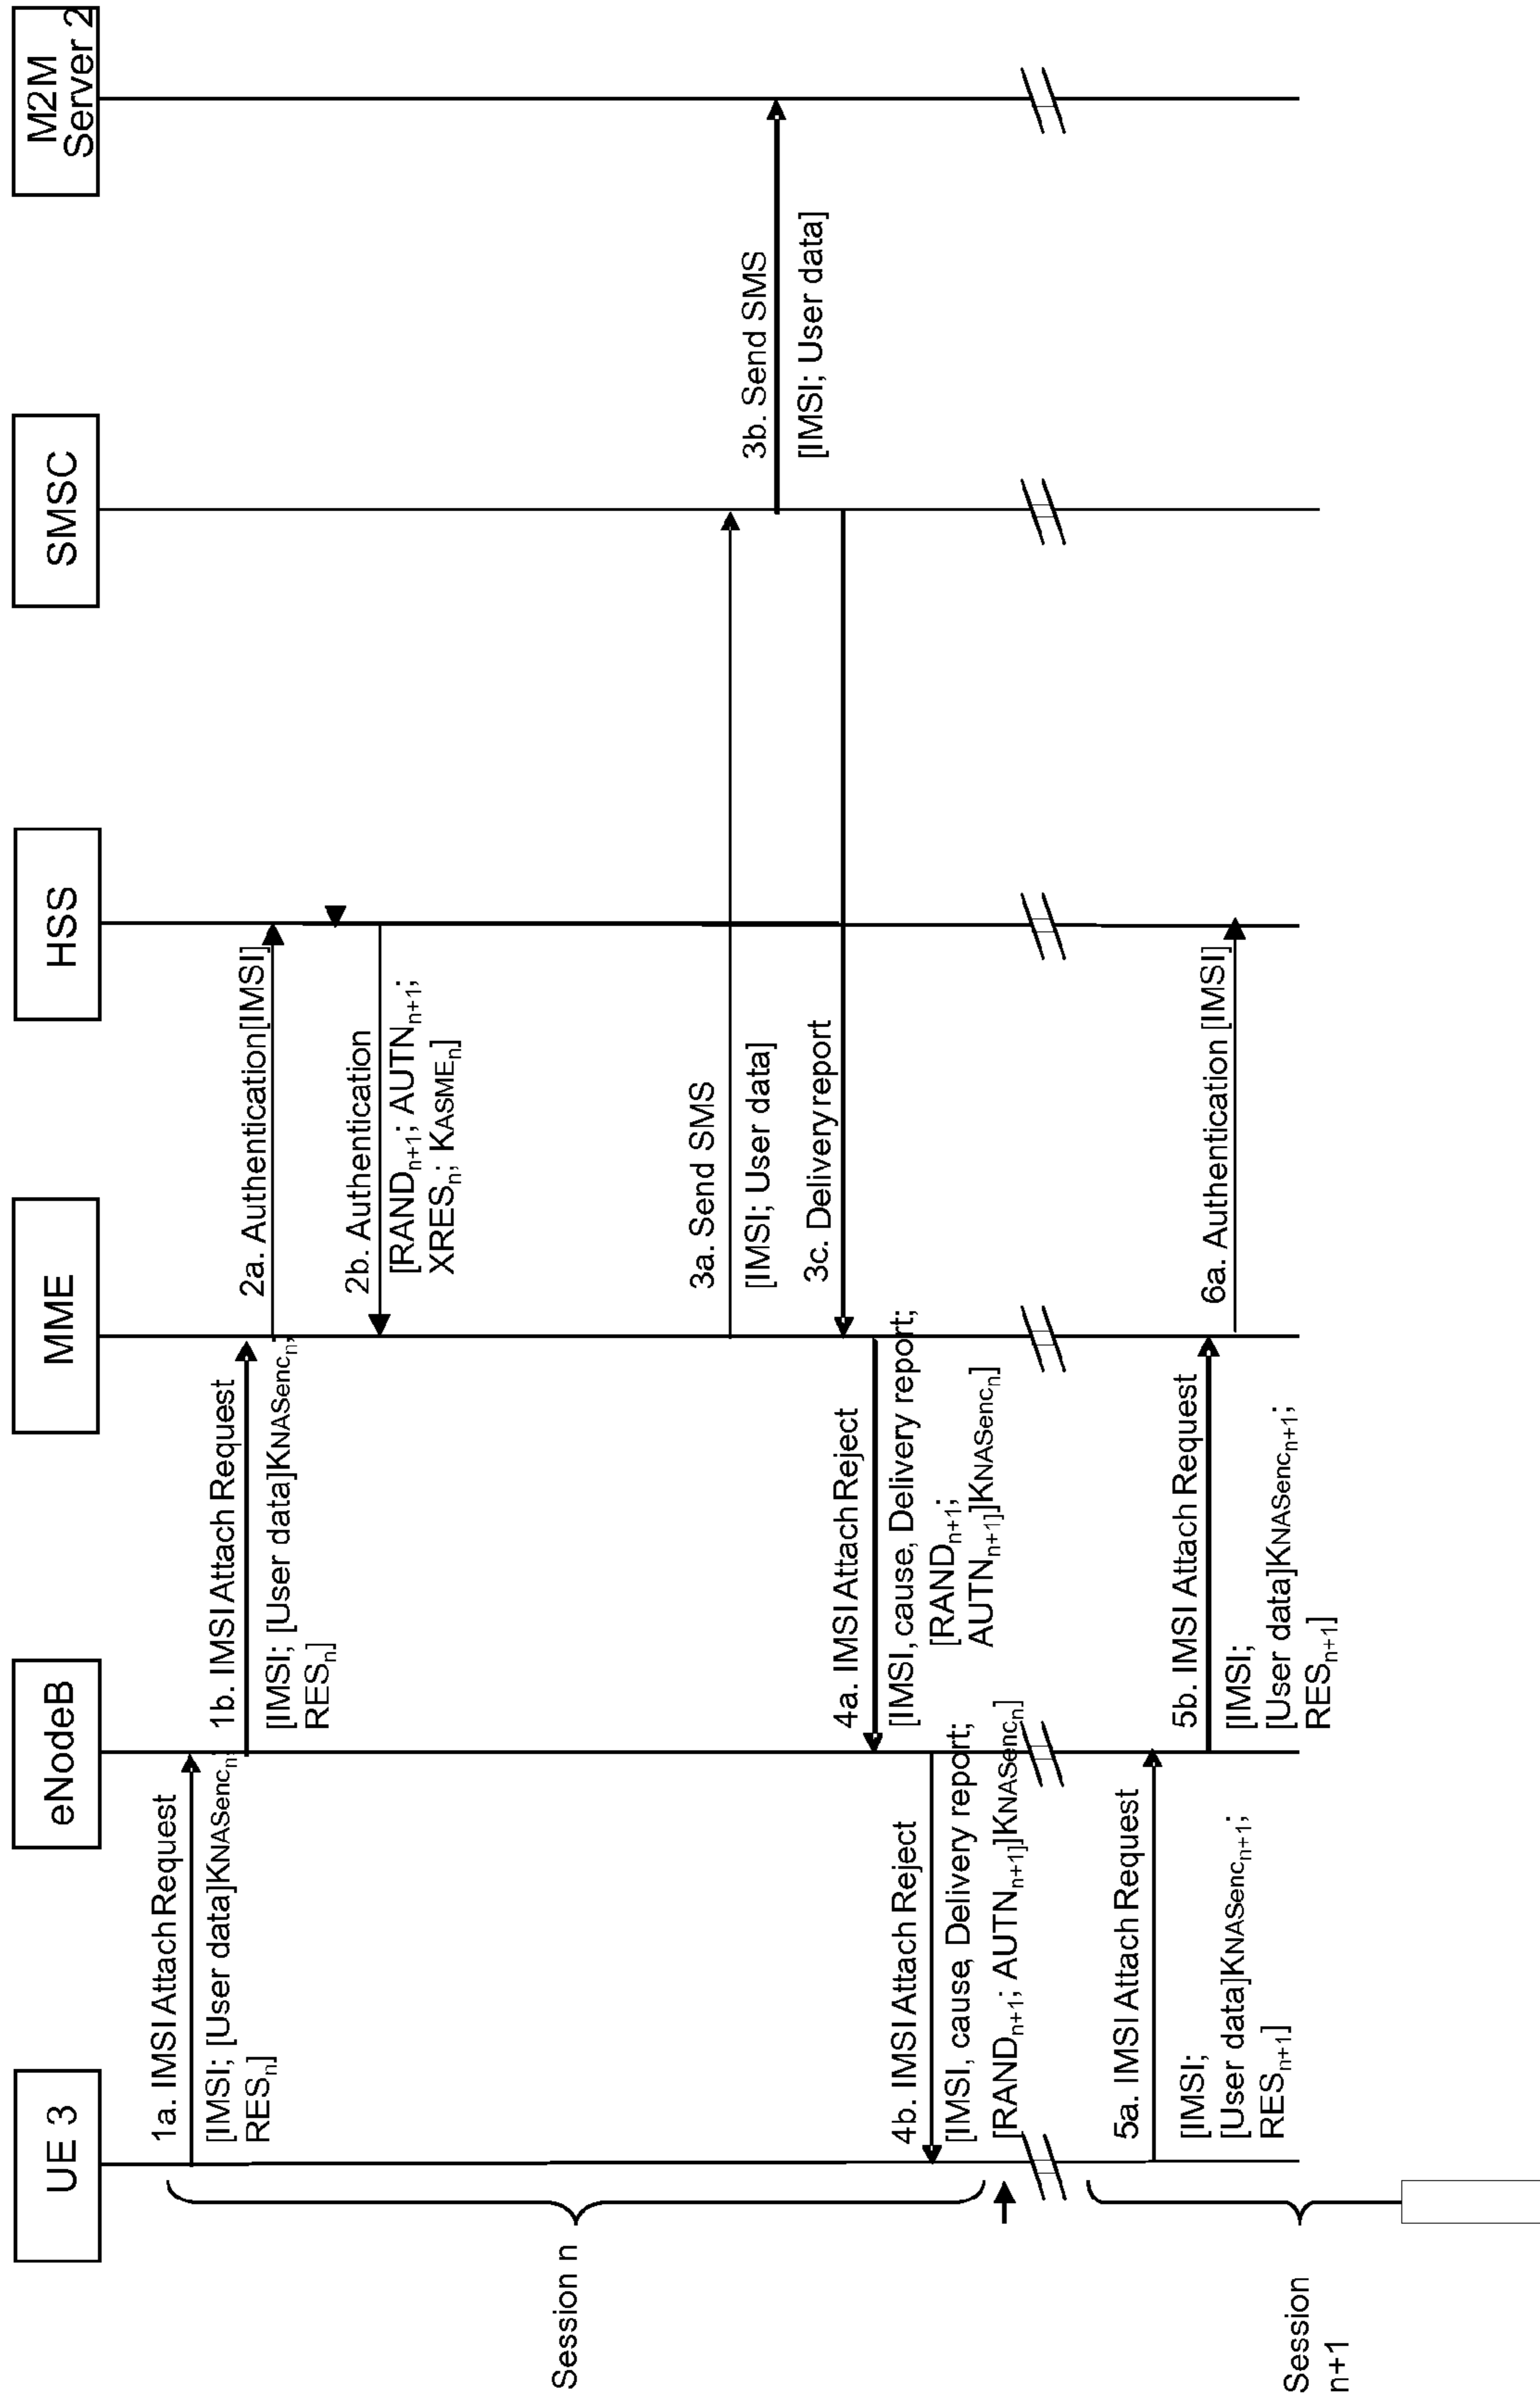 UE 3
eNodeB
MME
HSS
SMSC
M2M
Server 2
Session n
1a. IMSI Attach Request
[IMSI; [User data]KNASencₙ;
RESₙ]
1b. IMSI Attach Request
[IMSI; [User data]KNASencₙ;
RESₙ]
2a. Authentication[IMSI]
2b. Authentication
[RANDₙ₊₁; AUTNₙ₊₁;
XRESₙ; KASMEₙ]
3a. Send SMS
[IMSI; User data]
3b. Send SMS
[IMSI; User data]
3c. Delivery report
4a. IMSI Attach Reject
[IMSI, cause, Delivery report;
[RANDₙ₊₁;
AUTNₙ₊₁]]KNASencₙ]
4b. IMSI Attach Reject
[IMSI, cause, Delivery report;
[RANDₙ₊₁; AUTNₙ₊₁]]KNASencₙ]
Session
n+1
5a. IMSI Attach Request
[IMSI;
[User data]KNASencₙ₊₁;
RESₙ₊₁]
5b. IMSI Attach Request
[IMSI;
[User data]KNASencₙ₊₁;
RESₙ₊₁]
6a. Authentication [IMSI]